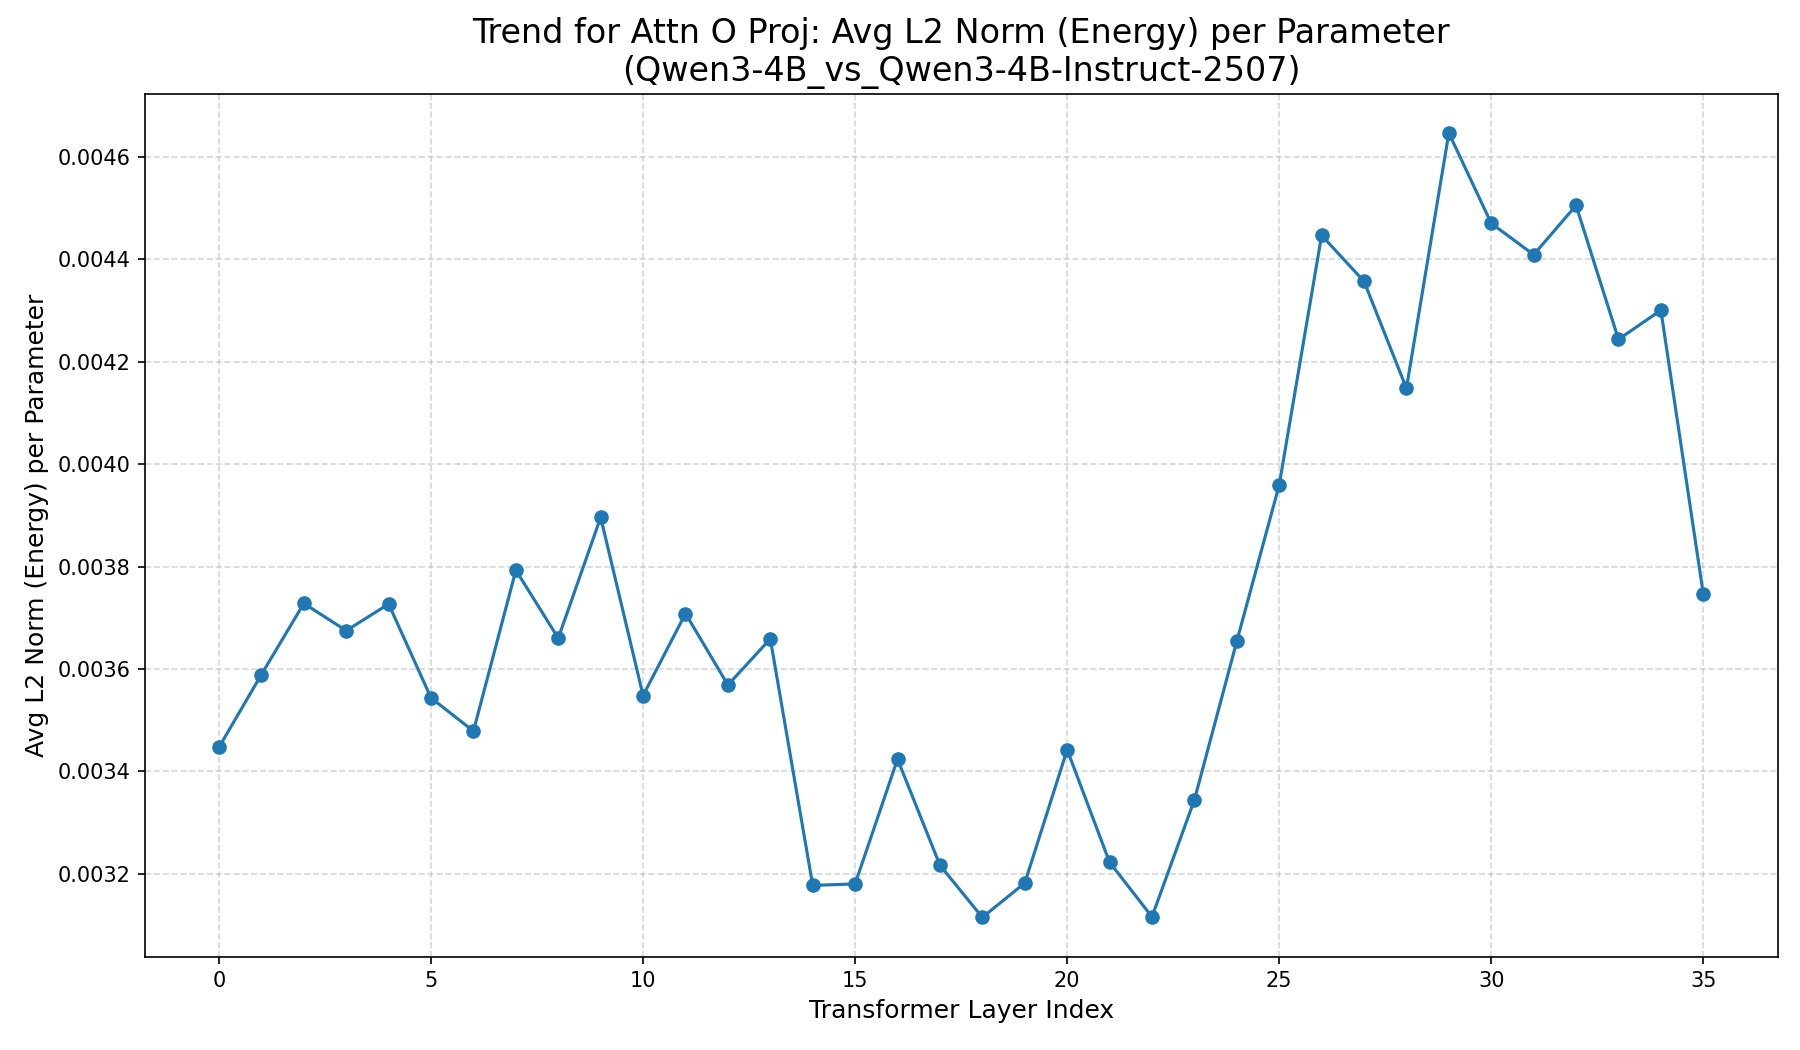 Trend for Attn O Proj: Avg L2 Norm (Energy) per Parameter
(Qwen3-4B_vs_Qwen3-4B-Instruct-2507)
Avg L2 Norm (Energy) per Parameter
0.0046
0.0044
0.0042
0.0040
0.0038
0.0036
0.0034
0.0032
0 5 10 15 20 25 30 35
Transformer Layer Index